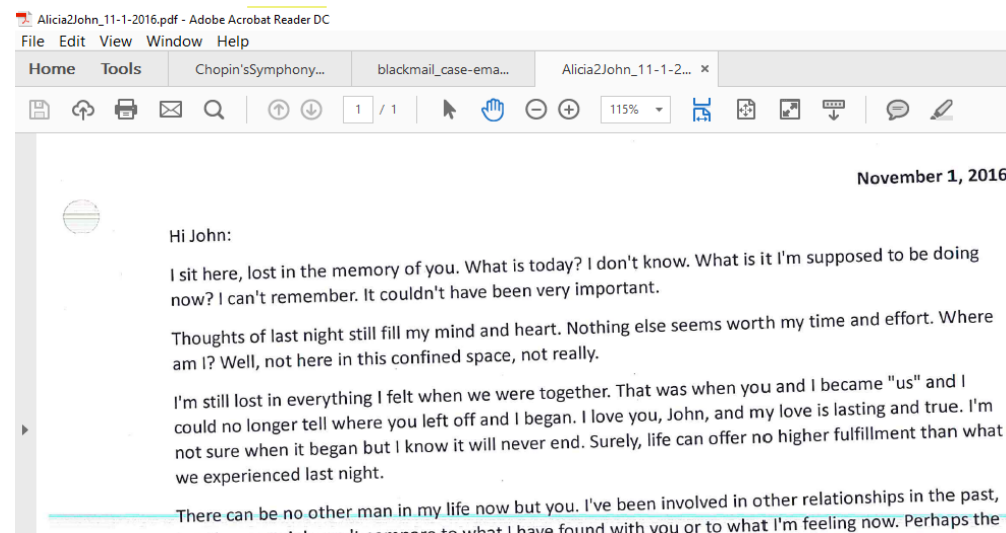 Alicia2John_11-1-2016.pdf - Adobe Acrobat Reader DC
File Edit View Window Help
Home Tools Chopin'sSymphony... blackmail_case-ema... Alicia2John_11-1-2... ×
1 / 1 115%
November 1, 2016
Hi John:
I sit here, lost in the memory of you. What is today? I don't know. What is it I'm supposed to be doing
now? I can't remember. It couldn't have been very important.
Thoughts of last night still fill my mind and heart. Nothing else seems worth my time and effort. Where
am I? Well, not here in this confined space, not really.
I'm still lost in everything I felt when we were together. That was when you and I became "us" and I
could no longer tell where you left off and I began. I love you, John, and my love is lasting and true. I'm
not sure when it began but I know it will never end. Surely, life can offer no higher fulfillment than what
we experienced last night.
There can be no other man in my life now but you. I've been involved in other relationships in the past,
to what I have found with you or to what I'm feeling now. Perhaps the